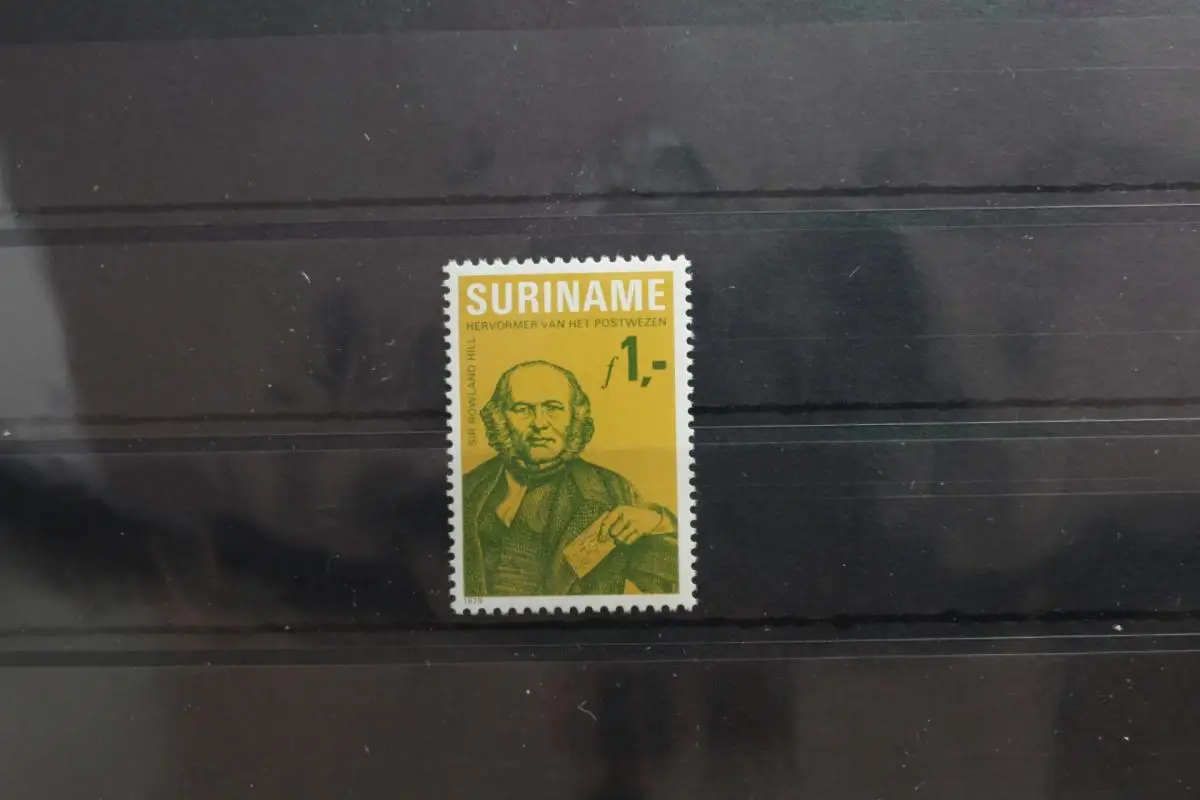 SURINAME
HERVORMER VAN HET POSTWEZEN
SIR ROWLAND HILL
f1,-
1979